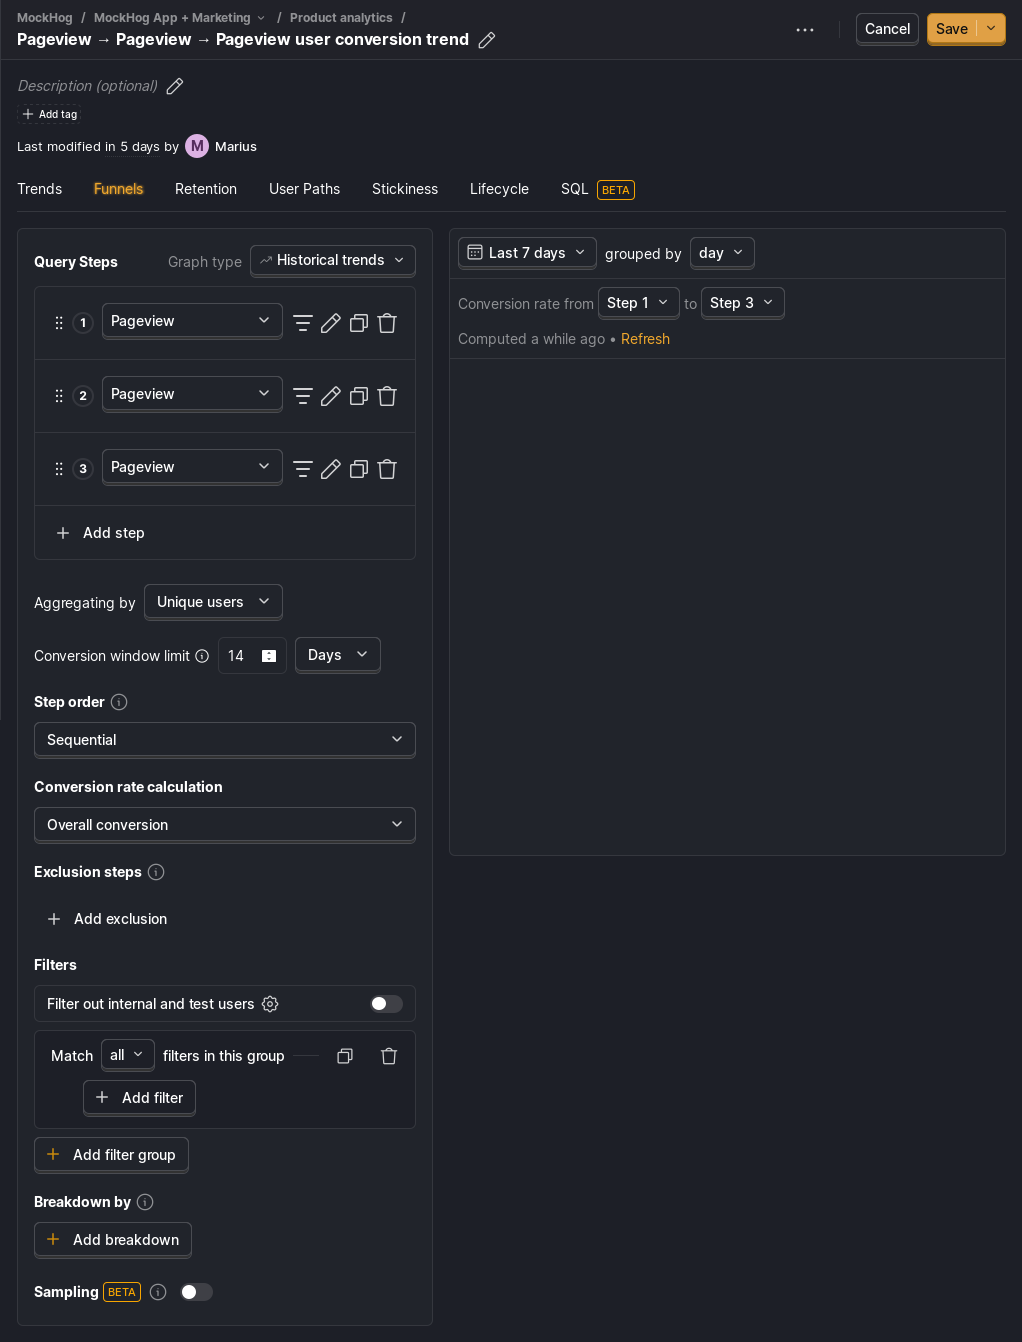 MockHog / MockHog App + Marketing / Product analytics /
Pageview → Pageview → Pageview user conversion trend
Cancel
Save
Description (optional)
Add tag
Last modified in 5 days by M Marius
Trends Funnels Retention User Paths Stickiness Lifecycle SQL BETA
Query Steps Graph type Historical trends
1 Pageview
2 Pageview
3 Pageview
Add step
Aggregating by Unique users
Conversion window limit 14 Days
Step order
Sequential
Conversion rate calculation
Overall conversion
Exclusion steps
Add exclusion
Filters
Filter out internal and test users
Match all filters in this group
Add filter
Add filter group
Breakdown by
Add breakdown
Sampling BETA
Last 7 days grouped by day
Conversion rate from Step 1 to Step 3
Computed a while ago • Refresh